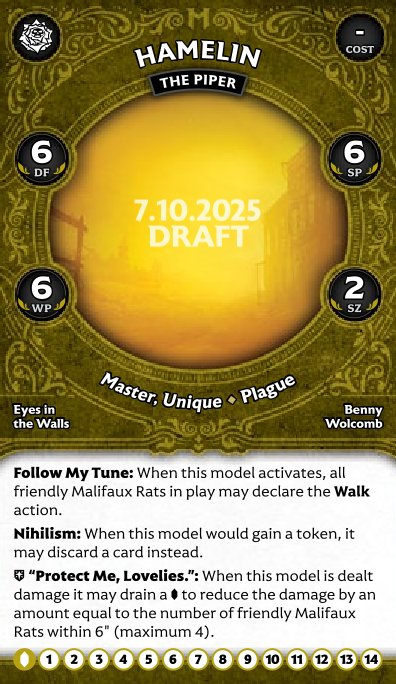 M
-
COST
HAMELIN
THE PIPER
6
DF
6
SP
7.10.2025
DRAFT
6
WP
2
SZ
Master, Unique ⬥ Plague
Eyes in
the Walls
Benny
Wolcomb
Follow My Tune: When this model activates, all
friendly Malifaux Rats in play may declare the Walk
action.
Nihilism: When this model would gain a token, it
may discard a card instead.
“Protect Me, Lovelies.”: When this model is dealt
damage it may drain a to reduce the damage by an
amount equal to the number of friendly Malifaux
Rats within 6" (maximum 4).
1 2 3 4 5 6 7 8 9 10 11 12 13 14